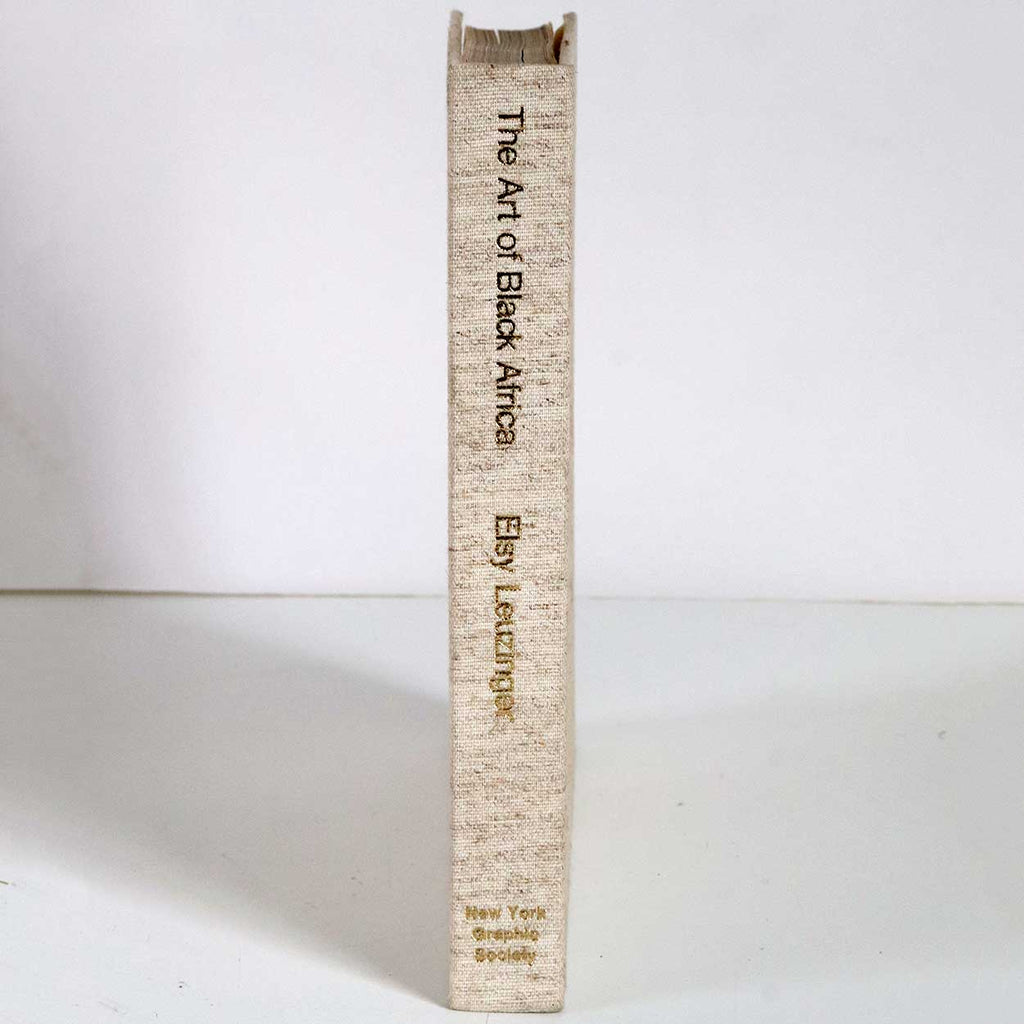 The Art of Black Africa
Elsy Leuzinger
New York
Graphic
Society